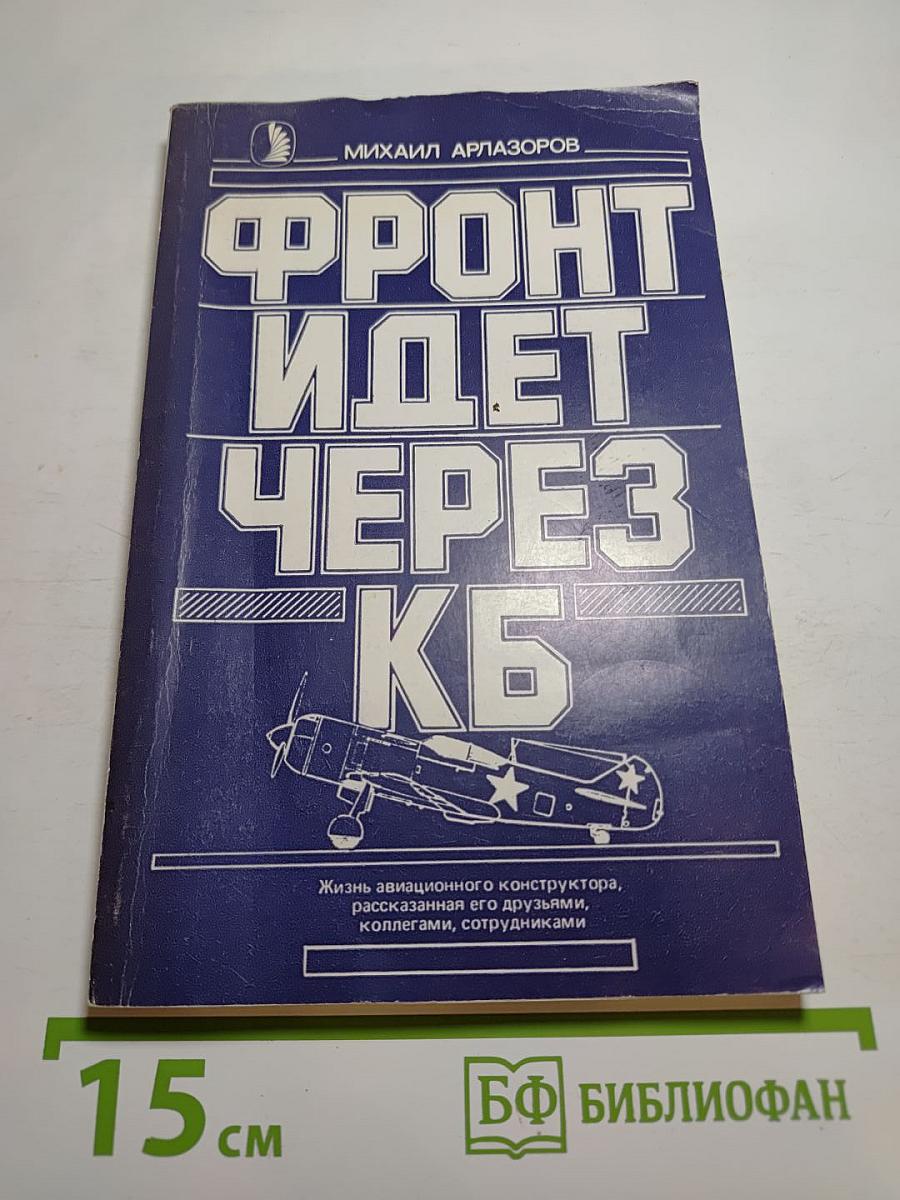 МИХАИЛ АРЛАЗОРОВ
ФРОНТ
ИДЕТ
ЧЕРЕЗ
КБ
Жизнь авиационного конструктора,
рассказанная его друзьями,
коллегами, сотрудниками
15 см
БФ БИБЛИОФАН